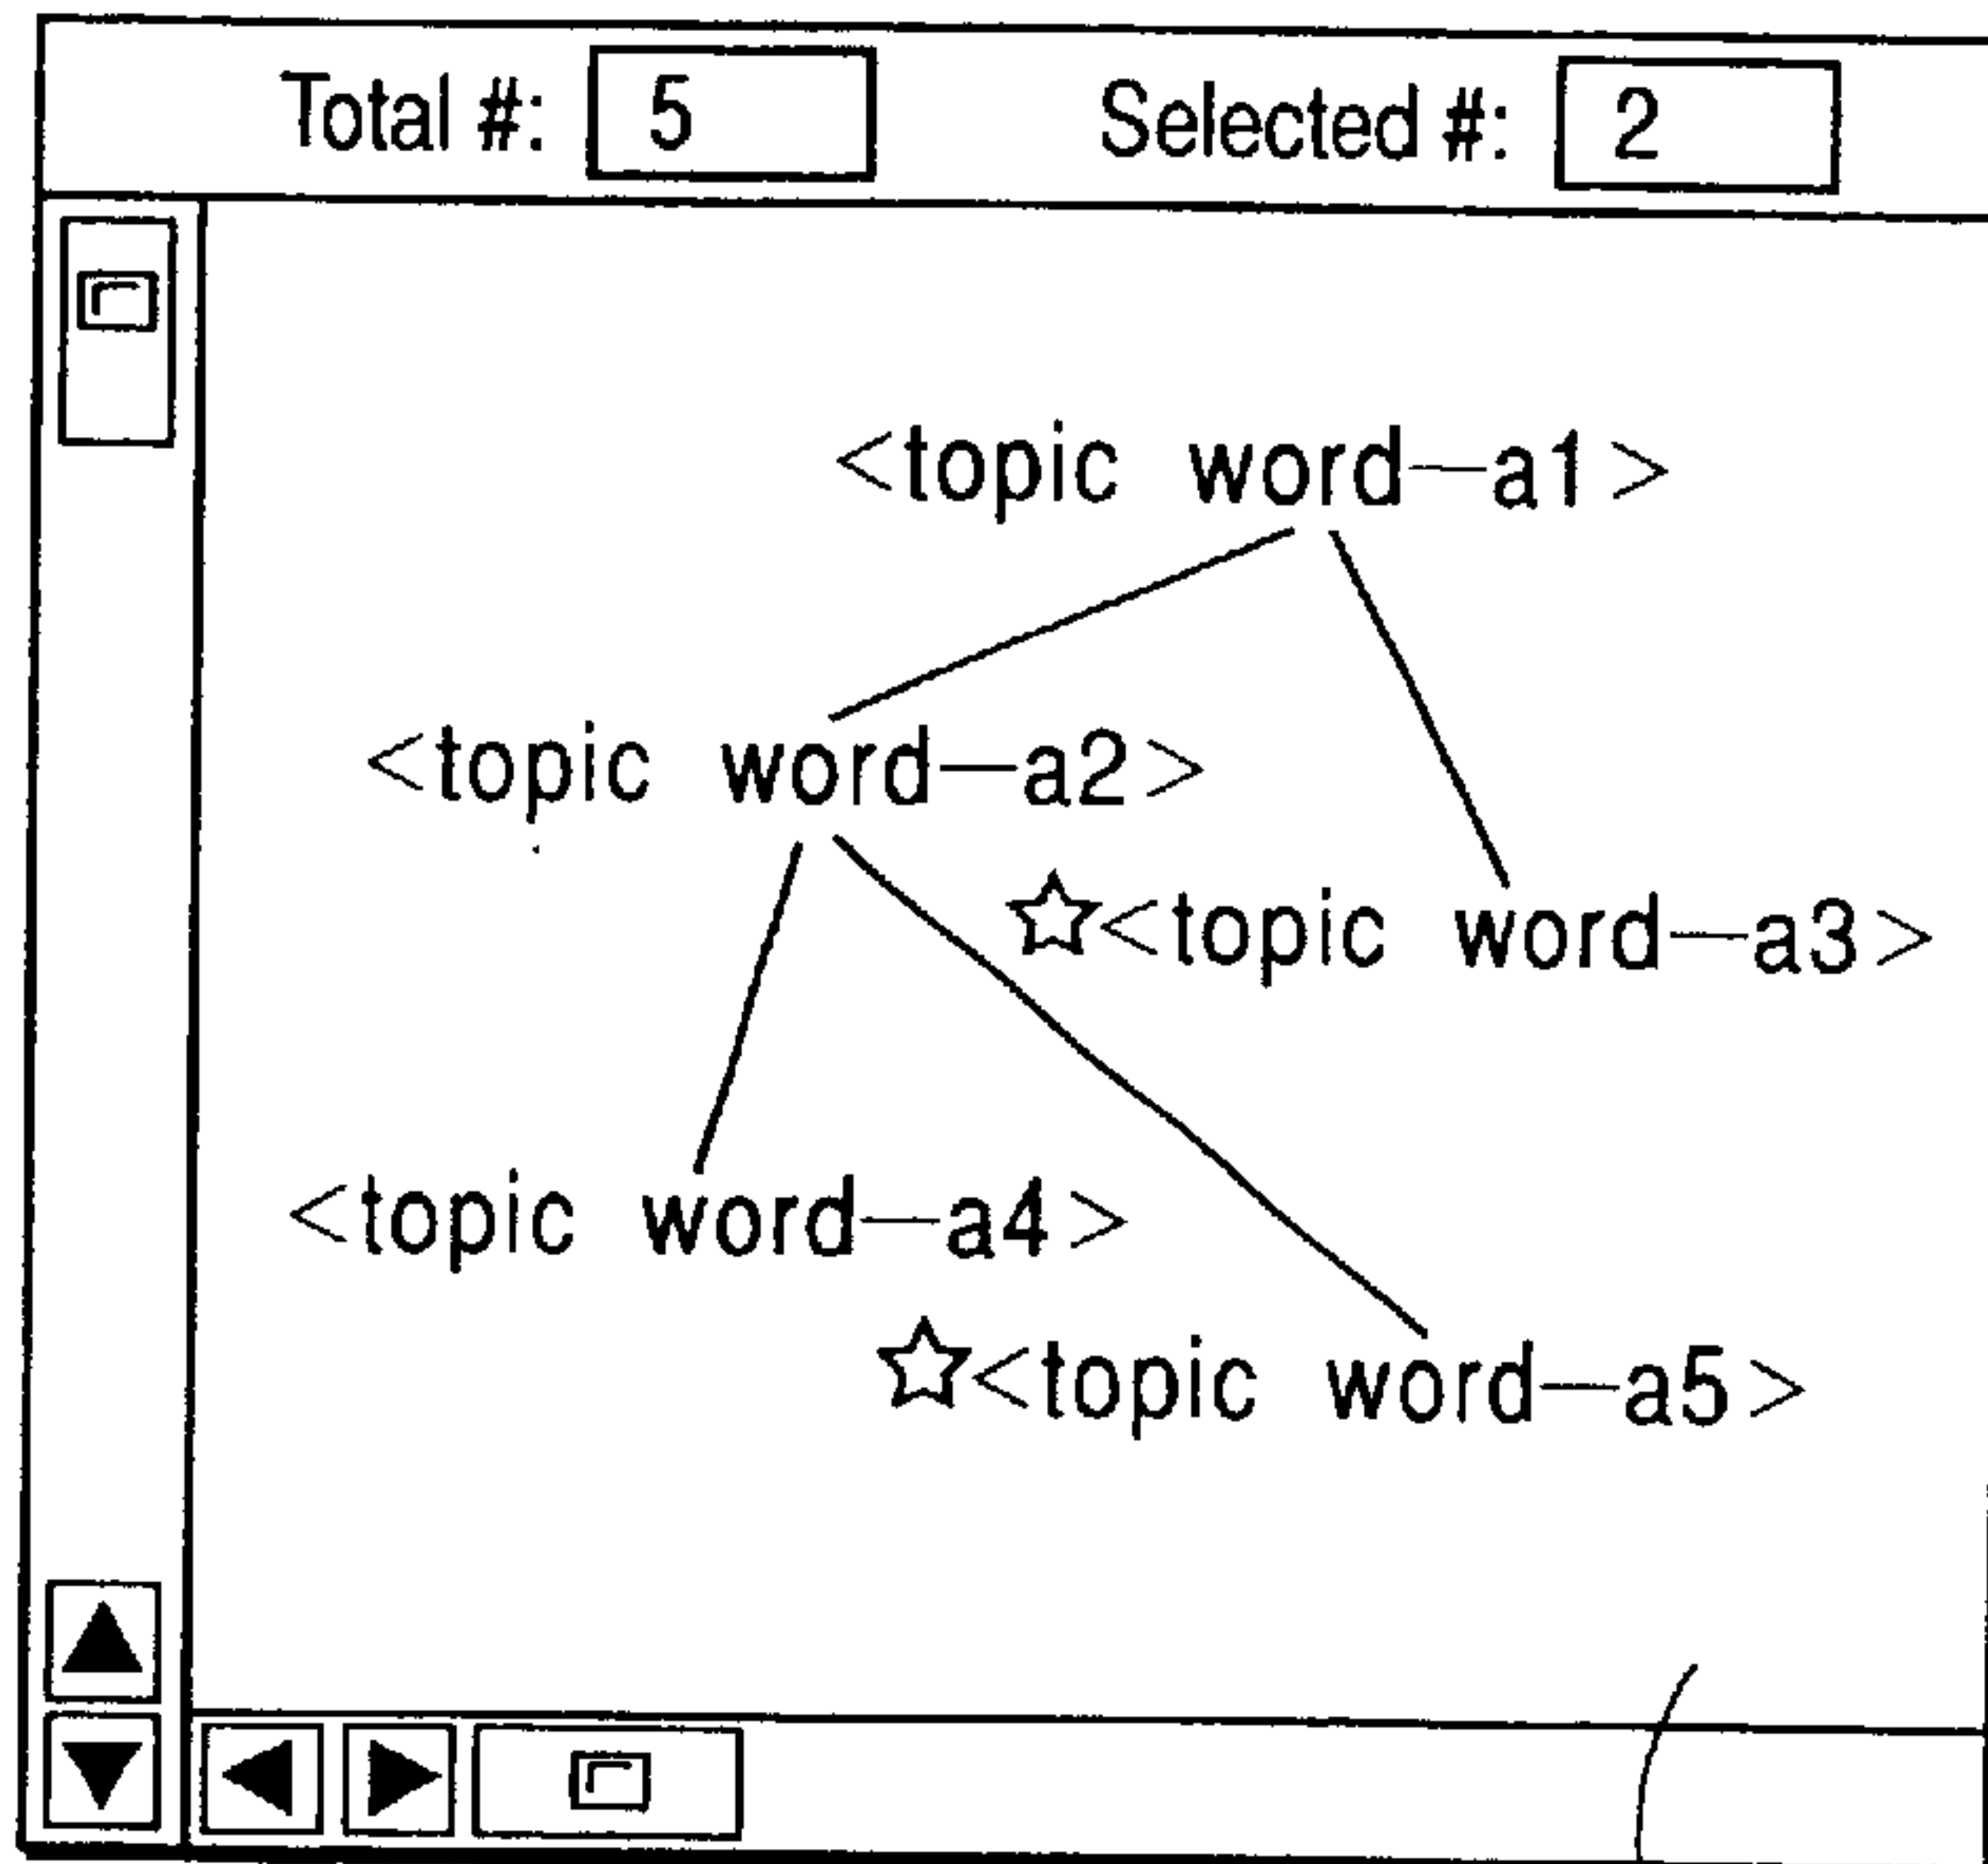 Total #: 5 Selected #: 2
<topic word—a1>
<topic word—a2>
☆<topic word—a3>
<topic word—a4>
☆<topic word—a5>